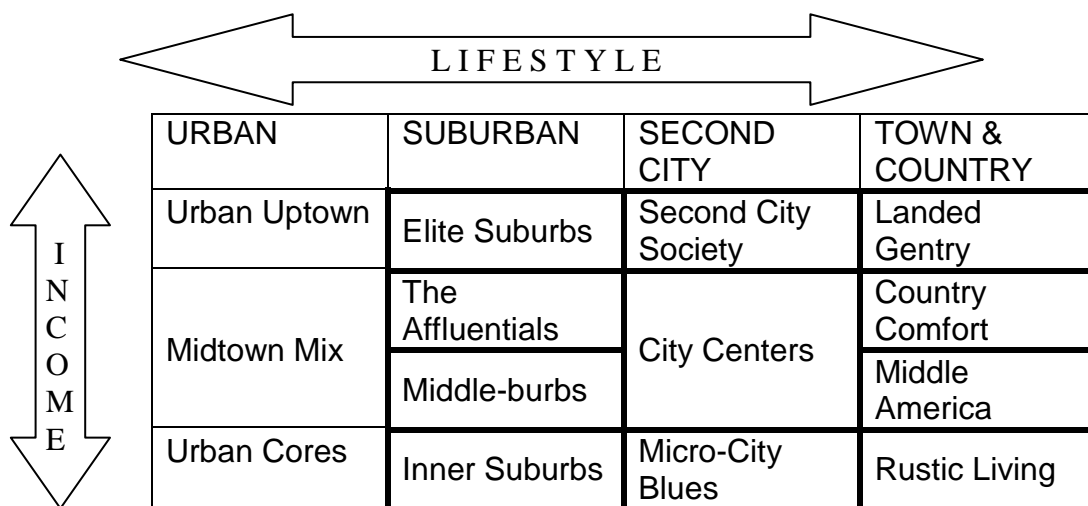 LIFESTYLE
INCOME
URBAN
SUBURBAN
SECOND
CITY
TOWN &
COUNTRY
Urban Uptown
Elite Suburbs
Second City
Society
Landed
Gentry
Midtown Mix
The
Affluentials
Middle-burbs
City Centers
Country
Comfort
Middle
America
Urban Cores
Inner Suburbs
Micro-City
Blues
Rustic Living